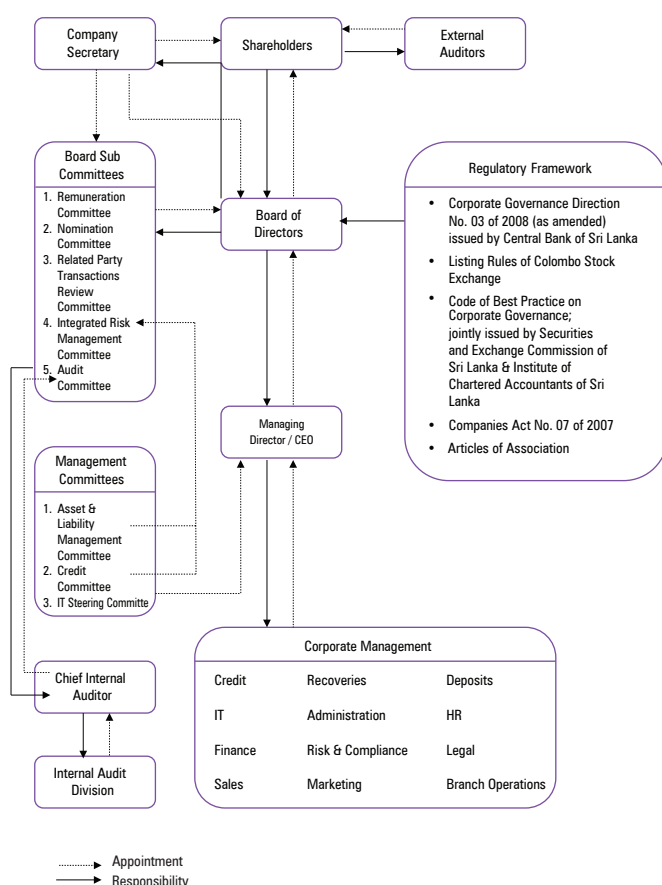 Company
Secretary
Shareholders
External
Auditors
Board Sub
Committees
1. Remuneration
Committee
2. Nomination
Committee
3. Related Party
Transactions
Review
Committee
4. Integrated Risk
Management
Committee
5. Audit
Committee
Board of
Directors
Regulatory Framework
• Corporate Governance Direction
No. 03 of 2008 (as amended)
issued by Central Bank of Sri Lanka
• Listing Rules of Colombo Stock
Exchange
• Code of Best Practice on
Corporate Governance;
jointly issued by Securities
and Exchange Commission of
Sri Lanka & Institute of
Chartered Accountants of Sri
Lanka
• Companies Act No. 07 of 2007
• Articles of Association
Managing
Director / CEO
Management
Committees
1. Asset &
Liability
Management
Committee
2. Credit
Committee
3. IT Steering Committe
Chief Internal
Auditor
Internal Audit
Division
Corporate Management
Credit Recoveries Deposits
IT Administration HR
Finance Risk & Compliance Legal
Sales Marketing Branch Operations
Appointment
Responsibility